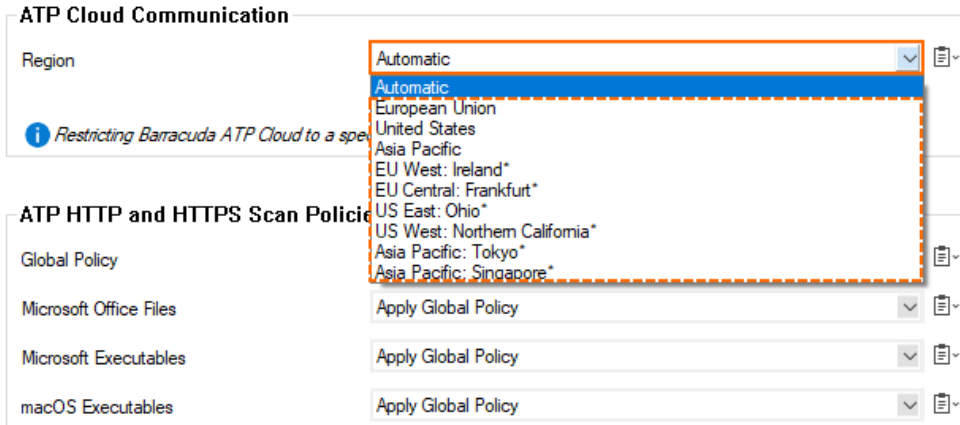 ATP Cloud Communication
Region
Automatic
Automatic
European Union
United States
Asia Pacific
EU West: Ireland*
EU Central: Frankfurt*
US East: Ohio*
US West: Northern California*
Asia Pacific: Tokyo*
Asia Pacific: Singapore*
Restricting Barracuda ATP Cloud to a spe
ATP HTTP and HTTPS Scan Policie
Global Policy
Microsoft Office Files
Apply Global Policy
Microsoft Executables
Apply Global Policy
macOS Executables
Apply Global Policy